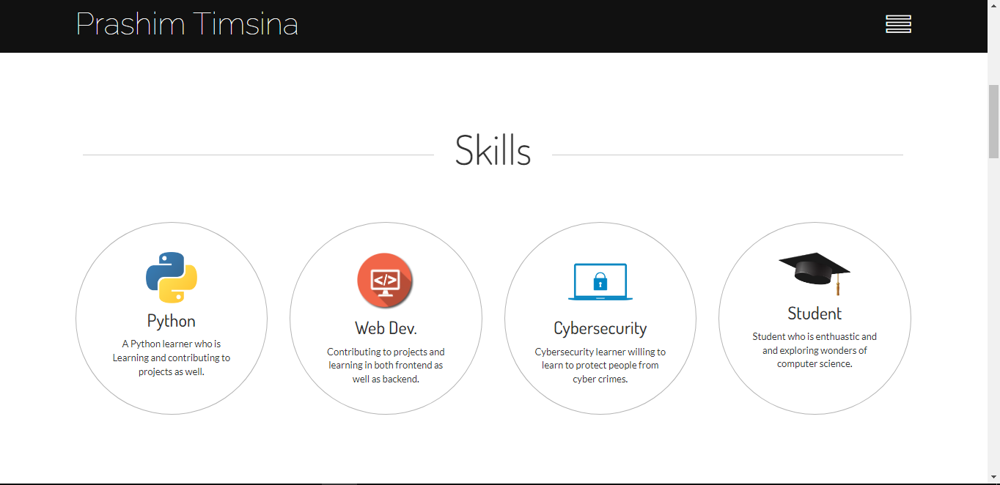 Prashim Timsina
Skills
Python
A Python learner who is
Learning and contributing to
projects as well.
</>
Web Dev.
Contributing to projects and
learning in both frontend as
well as backend.
Cybersecurity
Cybersecurity learner willing to
learn to protect people from
cyber crimes.
Student
Student who is enthuastic and
and exploring wonders of
computer science.